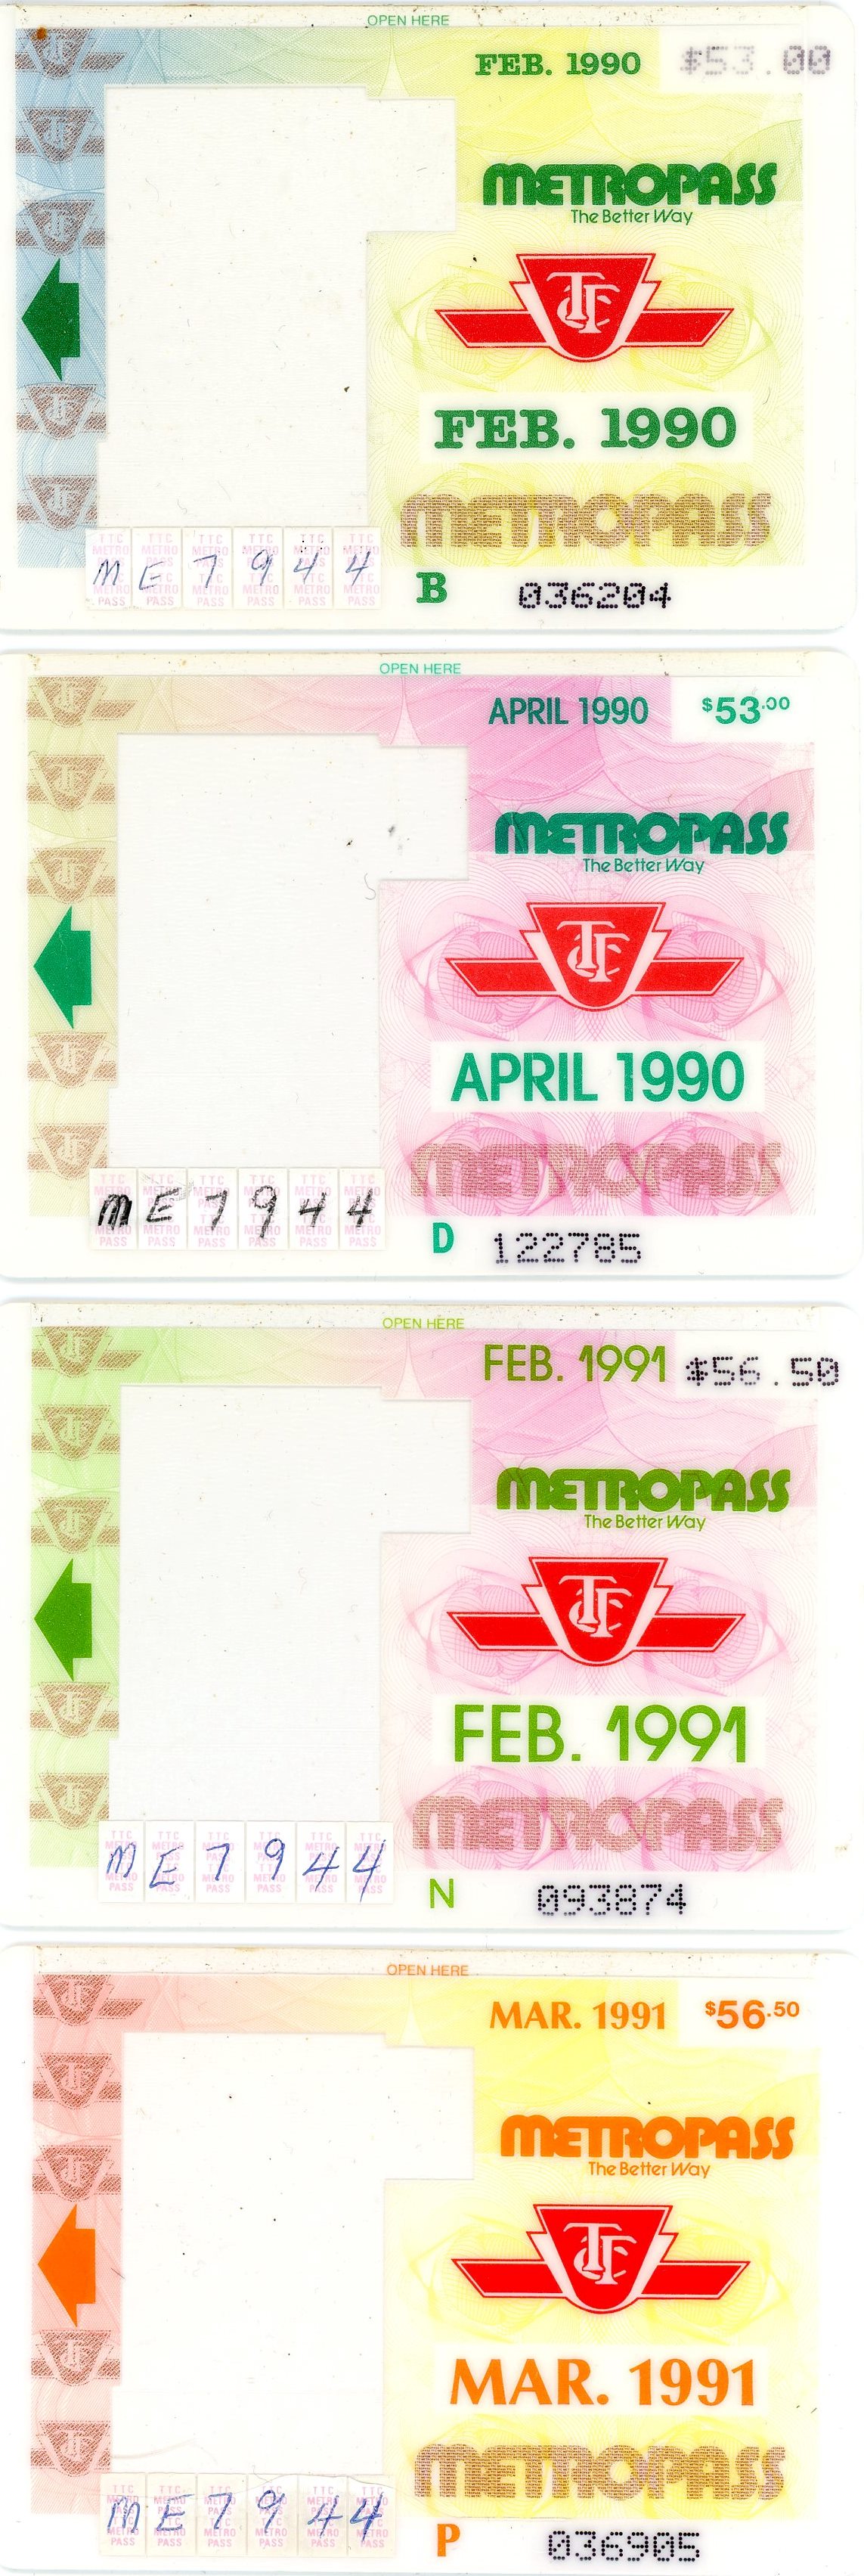 OPEN HERE
FEB. 1990 $53.00
METROPASS
The Better Way
TTC
FEB. 1990
METROPASS
ME7944
B 036204
OPEN HERE
APRIL 1990 $53.00
METROPASS
The Better Way
TTC
APRIL 1990
METROPASS
ME7944
D 122785
OPEN HERE
FEB. 1991 $56.50
METROPASS
The Better Way
TTC
FEB. 1991
METROPASS
ME7944
N 093874
OPEN HERE
MAR. 1991 $56.50
METROPASS
The Better Way
TTC
MAR. 1991
METROPASS
ME7944
P 036905